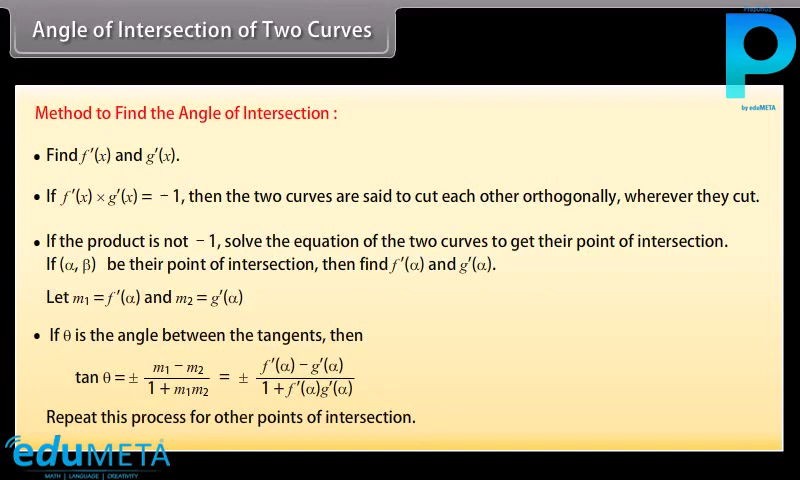 Angle of Intersection of Two Curves
P
by eduMETA
Method to Find the Angle of Intersection :
• Find f′(x) and g′(x).
• If f′(x) × g′(x) = − 1, then the two curves are said to cut each other orthogonally, wherever they cut.
• If the product is not − 1, solve the equation of the two curves to get their point of intersection.
If (α, β) be their point of intersection, then find f′(α) and g′(α).
Let m₁ = f′(α) and m₂ = g′(α)
• If θ is the angle between the tangents, then
tan θ = ± (m₁ − m₂)/(1 + m₁m₂) = ± (f′(α) − g′(α))/(1 + f′(α)g′(α))
Repeat this process for other points of intersection.
eduMETA
MATH | LANGUAGE | CREATIVITY